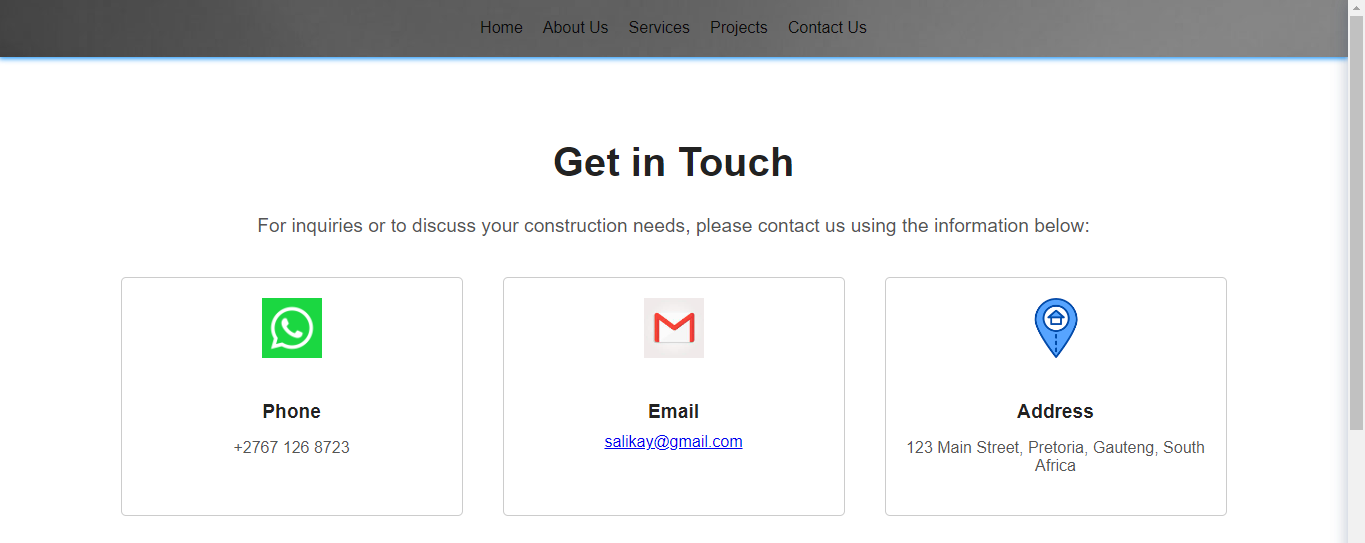 Home About Us Services Projects Contact Us
Get in Touch
For inquiries or to discuss your construction needs, please contact us using the information below:
Phone
+2767 126 8723
Email
salikay@gmail.com
Address
123 Main Street, Pretoria, Gauteng, South
Africa